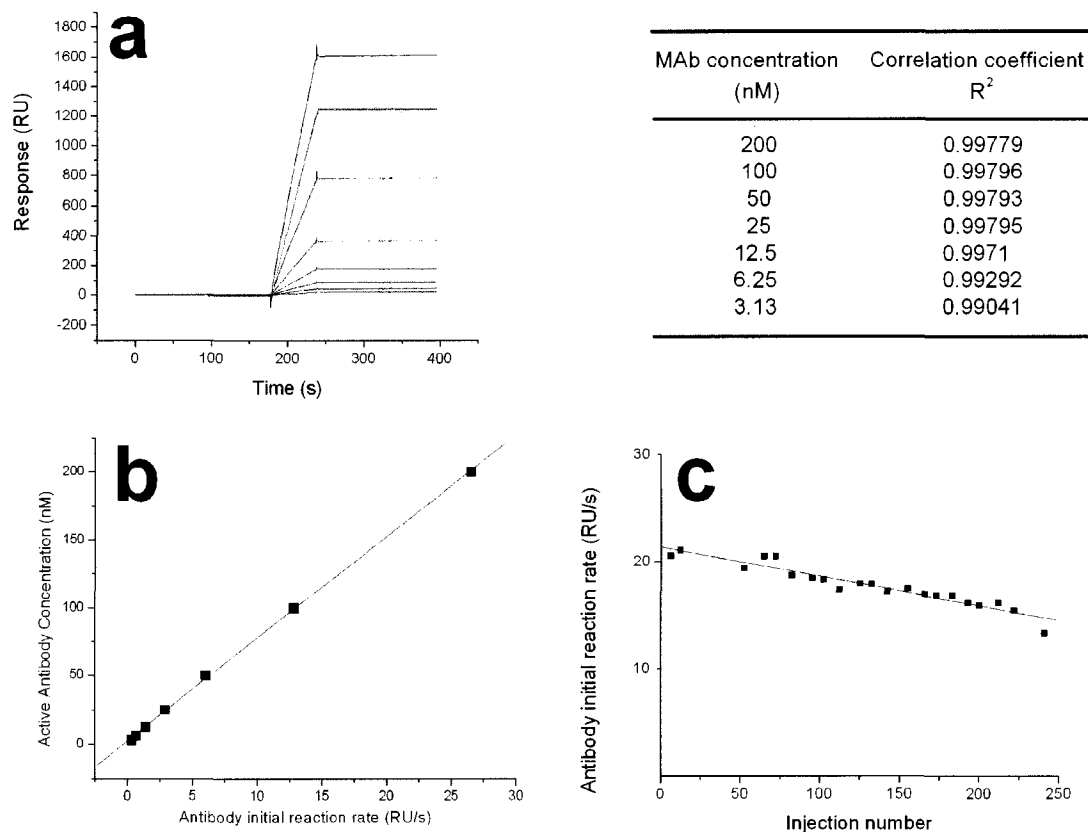 a
1800
1600
1400
1200
1000
800
600
400
200
0
-200
Response (RU)
0 100 200 300 400
Time (s)
MAb concentration Correlation coefficient
(nM) R²
200 0.99779
100 0.99796
50 0.99793
25 0.99795
12.5 0.9971
6.25 0.99292
3.13 0.99041
b
200
150
100
50
0
Active Antibody Concentration (nM)
0 5 10 15 20 25 30
Antibody initial reaction rate (RU/s)
c
30
20
10
Antibody initial reaction rate (RU/s)
0 50 100 150 200 250
Injection number